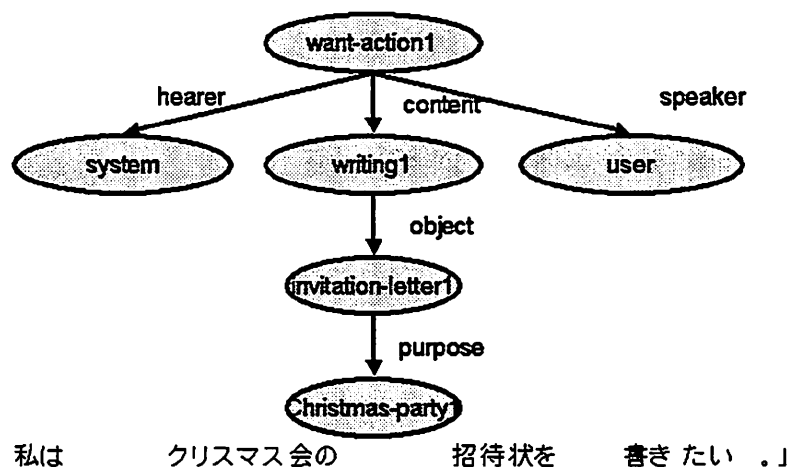 want-action1
hearer content speaker
system writing1 user
object
invitation-letter1
purpose
Christmas-party1
私は クリスマス会の 招待状を 書きたい 。」